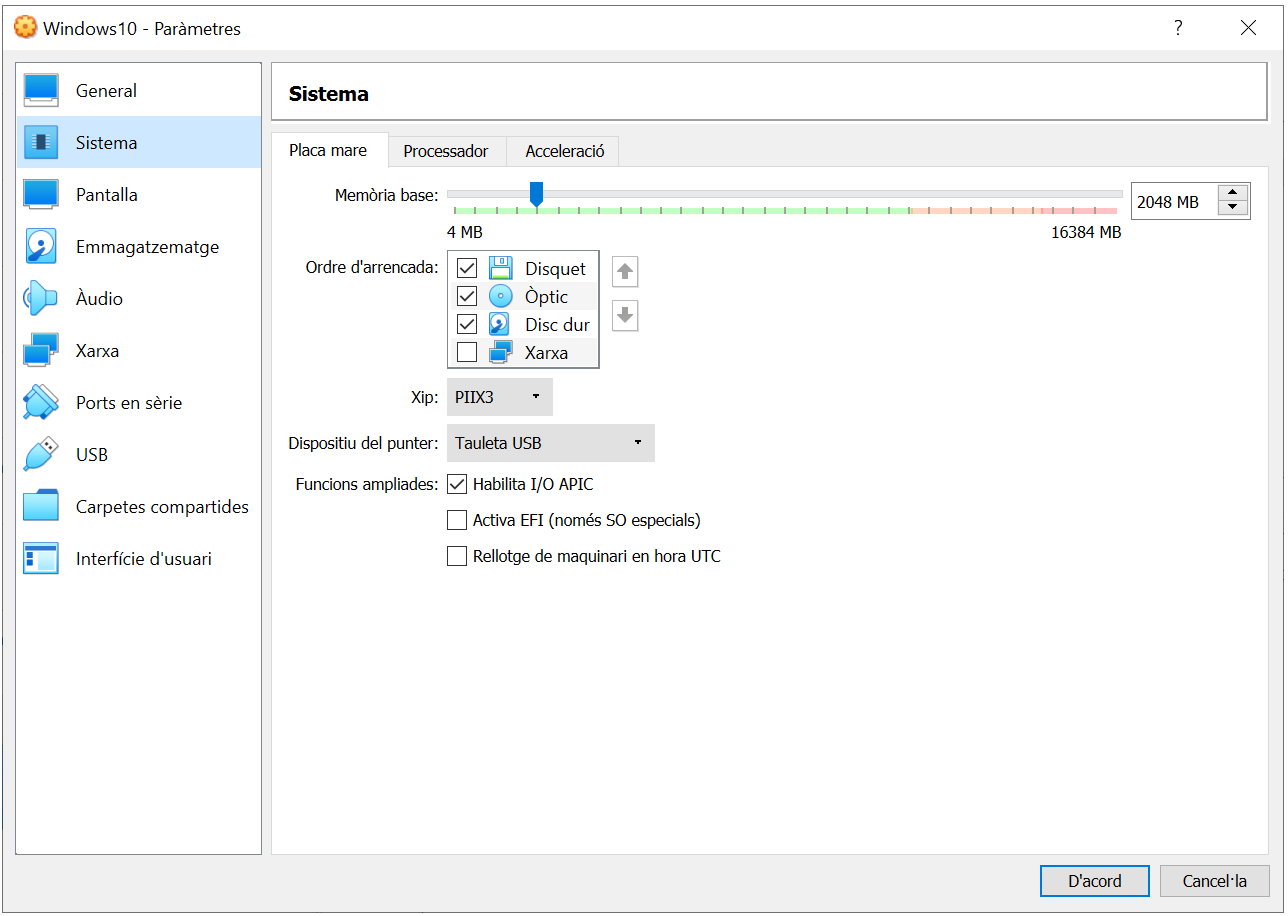 Windows10 - Paràmetres
?
General
Sistema
Pantalla
Emmagatzematge
Àudio
Xarxa
Ports en sèrie
USB
Carpetes compartides
Interfície d'usuari
Sistema
Placa mare Processador Acceleració
Memòria base: 2048 MB
4 MB 16384 MB
Ordre d'arrencada: Disquet
Òptic
Disc dur
Xarxa
Xip: PIIX3
Dispositiu del punter: Tauleta USB
Funcions ampliades: Habilita I/O APIC
Activa EFI (només SO especials)
Rellotge de maquinari en hora UTC
D'acord Cancel·la